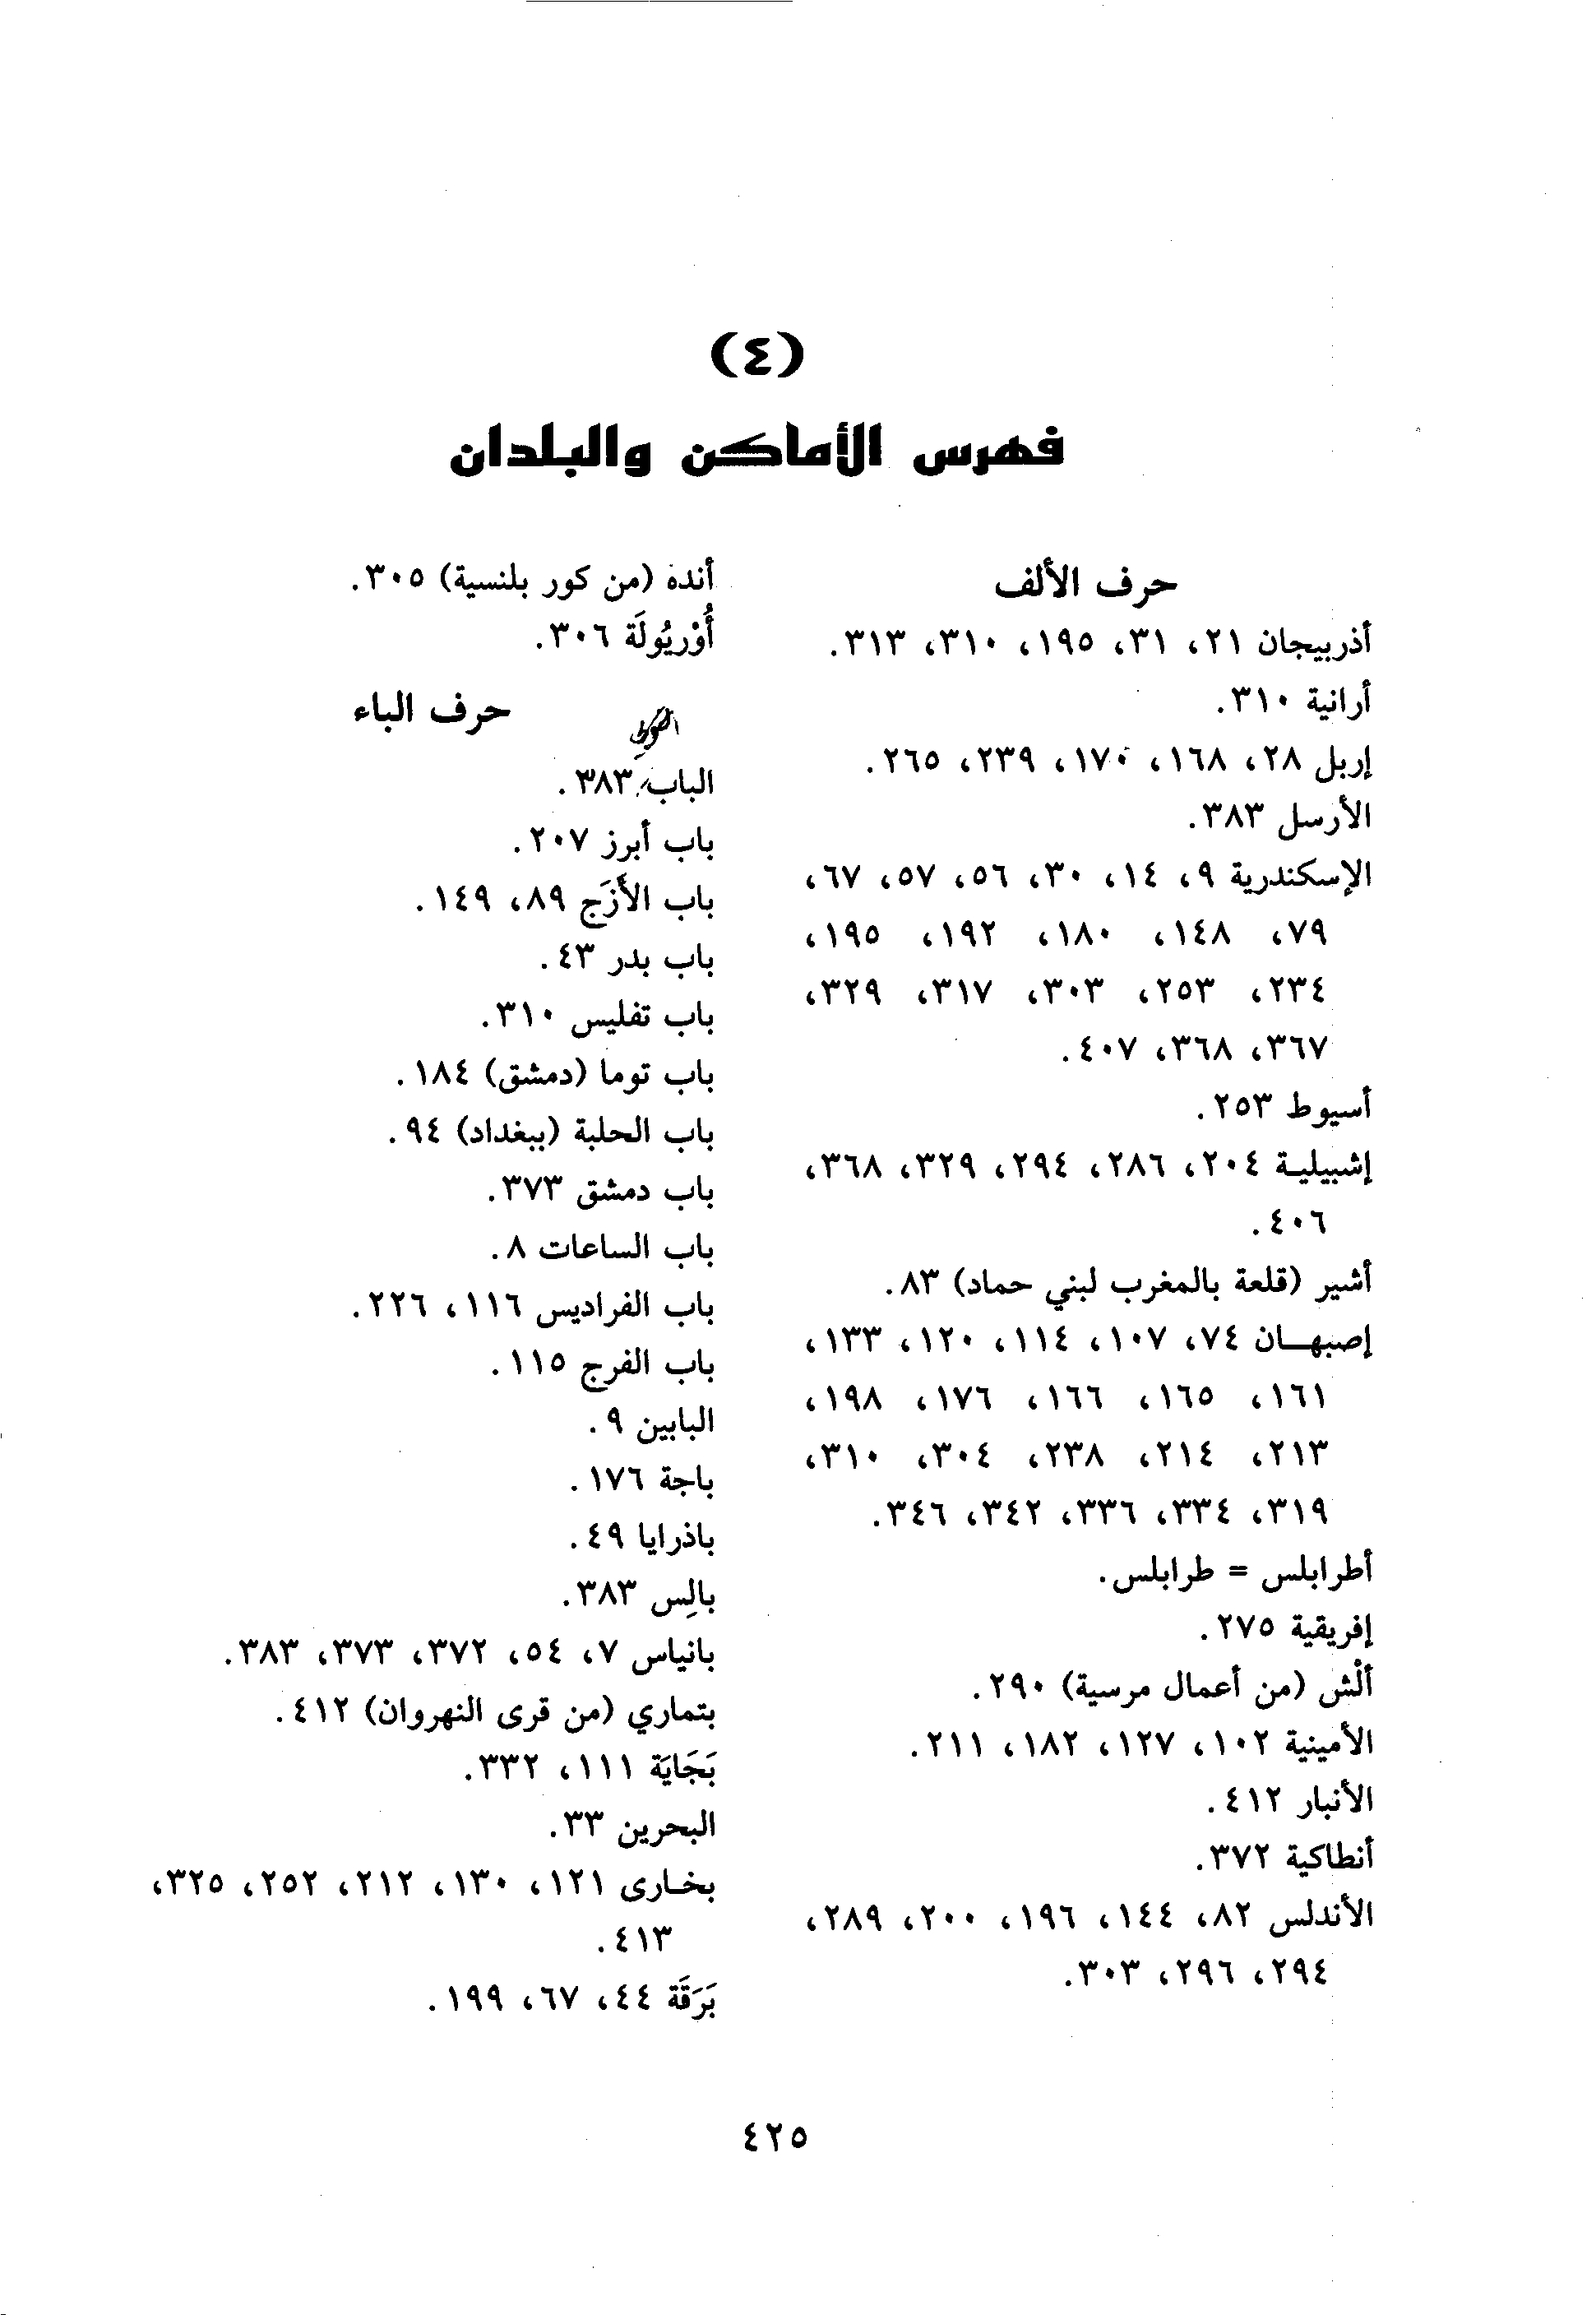 (٤)
فهرس الأماكن والبلدان
حرف الألف
أذربيجان ٢١، ٣١، ١٩٥، ٣١٠، ٣١٣.
أرانية ٣١٠.
إربل ٢٨، ١٦٨، ١٧٠، ٢٣٩، ٢٦٥.
الأرسل ٣٨٣.
الإسكندرية ٩، ١٤، ٣٠، ٥٦، ٥٧، ٦٧،
٧٩، ١٤٨، ١٨٠، ١٩٢، ١٩٥،
٢٣٤، ٢٥٣، ٣٠٣، ٣١٧، ٣٢٩،
٣٦٧، ٣٦٨، ٤٠٧.
أسيوط ٢٥٣.
إشبيليـة ٢٠٤، ٢٨٦، ٢٩٤، ٣٢٩، ٣٦٨،
٤٠٦.
أشير (قلعة بالمغرب لبني حماد) ٨٣.
إصبهـان ٧٤، ١٠٧، ١١٤، ١٢٠، ١٣٣،
١٦١، ١٦٥، ١٦٦، ١٧٦، ١٩٨،
٢١٣، ٢١٤، ٢٣٨، ٣٠٤، ٣١٠،
٣١٩، ٣٣٤، ٣٣٦، ٣٤٢، ٣٤٦.
أطرابلس = طرابلس.
إفريقية ٢٧٥.
ألْش (من أعمال مرسية) ٢٩٠.
الأمينية ١٠٢، ١٢٧، ١٨٢، ٢١١.
الأنبار ٤١٢.
أنطاكية ٣٧٢.
الأندلس ٨٢، ١٤٤، ١٩٦، ٢٠٠، ٢٨٩،
٢٩٤، ٢٩٦، ٣٠٣.
أندة (من كور بلنسية) ٣٠٥.
أُوْريُولَة ٣٠٦.
حرف الباء
الباب ٣٨٣.
باب أبرز ٢٠٧.
باب الأَزَج ٨٩، ١٤٩.
باب بدر ٤٣.
باب تفليس ٣١٠.
باب توما (دمشق) ١٨٤.
باب الحلبة (ببغداد) ٩٤.
باب دمشق ٣٧٣.
باب الساعات ٨.
باب الفراديس ١١٦، ٢٢٦.
باب الفرج ١١٥.
البابين ٩.
باجة ١٧٦.
باذرايا ٤٩.
بالِس ٣٨٣.
بانياس ٧، ٥٤، ٣٧٢، ٣٧٣، ٣٨٣.
بتماري (من قرى النهروان) ٤١٢.
بَجَايَة ١١١، ٣٣٢.
البحرين ٣٣.
بخـارى ١٢١، ١٣٠، ٢١٢، ٢٥٢، ٣٢٥،
٤١٣.
بَرَقَة ٤٤، ٦٧، ١٩٩.
٤٢٥